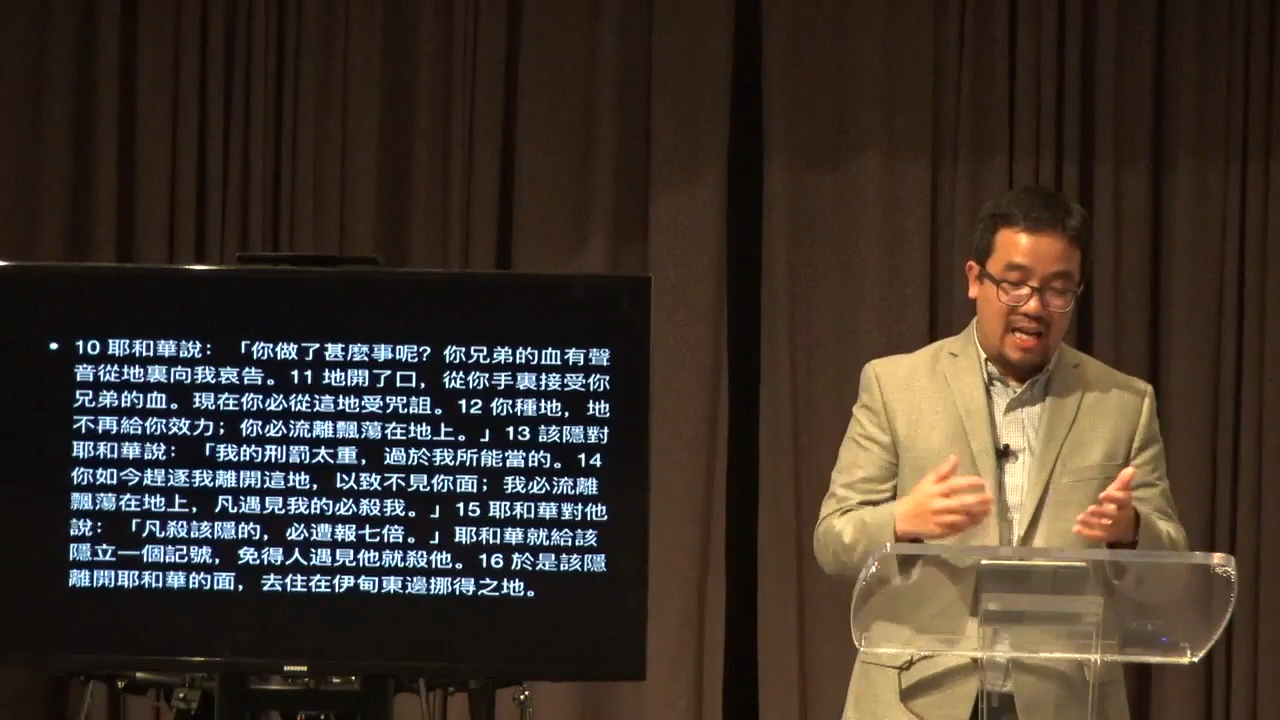 • 10 耶和華說：「你做了甚麼事呢？你兄弟的血有聲
音從地裏向我哀告。11 地開了口，從你手裏接受你
兄弟的血。現在你必從這地受咒詛。12 你種地，地
不再給你效力；你必流離飄蕩在地上。」13 該隱對
耶和華說：「我的刑罰太重，過於我所能當的。14
你如今趕逐我離開這地，以致不見你面；我必流離
飄蕩在地上，凡遇見我的必殺我。」15 耶和華對他
說：「凡殺該隱的，必遭報七倍。」耶和華就給該
隱立一個記號，免得人遇見他就殺他。16 於是該隱
離開耶和華的面，去住在伊甸東邊挪得之地。
SAMSUNG